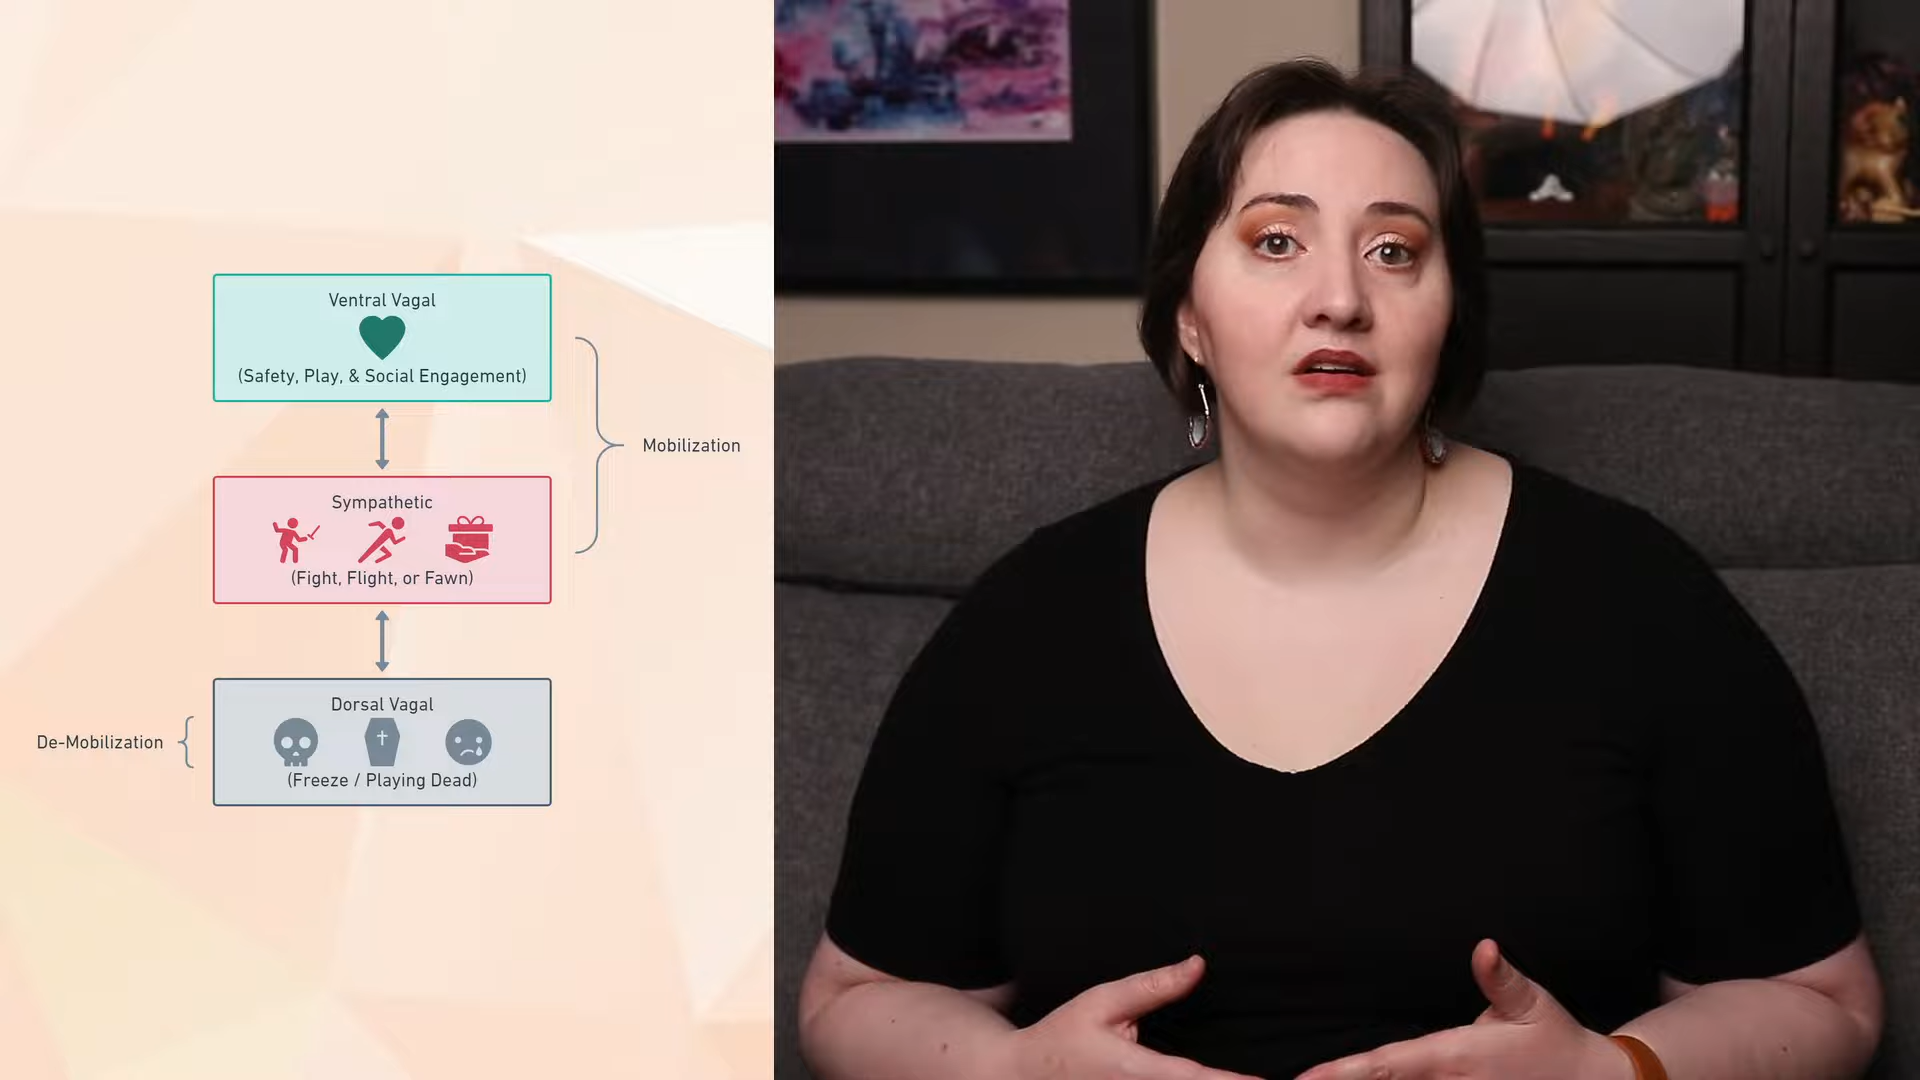 Ventral Vagal
(Safety, Play, & Social Engagement)
Mobilization
Sympathetic
(Fight, Flight, or Fawn)
Dorsal Vagal
De-Mobilization
(Freeze / Playing Dead)